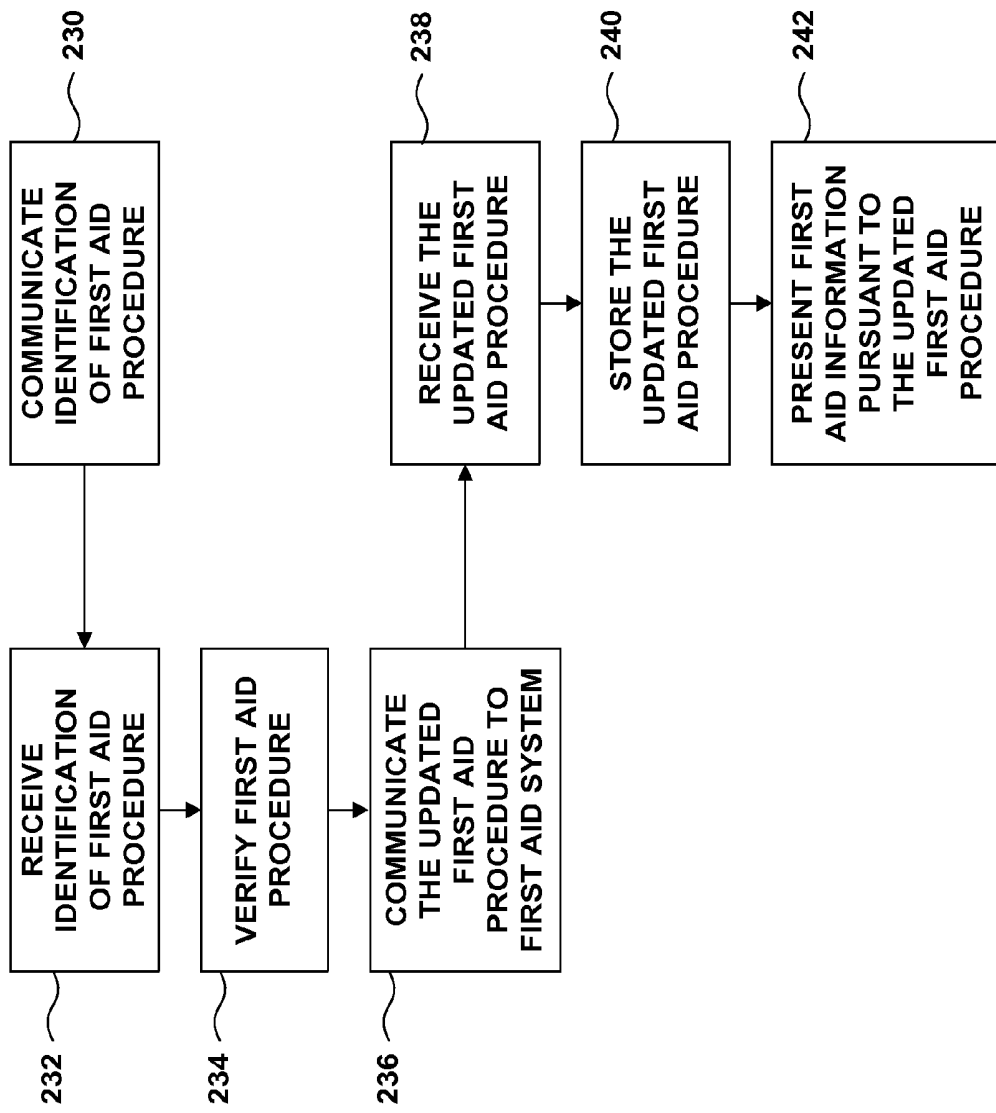 COMMUNICATE
IDENTIFICATION
OF FIRST AID
PROCEDURE
230
RECEIVE
IDENTIFICATION
OF FIRST AID
PROCEDURE
232
VERIFY FIRST AID
PROCEDURE
234
COMMUNICATE
THE UPDATED
FIRST AID
PROCEDURE TO
FIRST AID SYSTEM
236
RECEIVE THE
UPDATED FIRST
AID PROCEDURE
238
STORE THE
UPDATED FIRST
AID PROCEDURE
240
PRESENT FIRST
AID INFORMATION
PURSUANT TO
THE UPDATED
FIRST AID
PROCEDURE
242